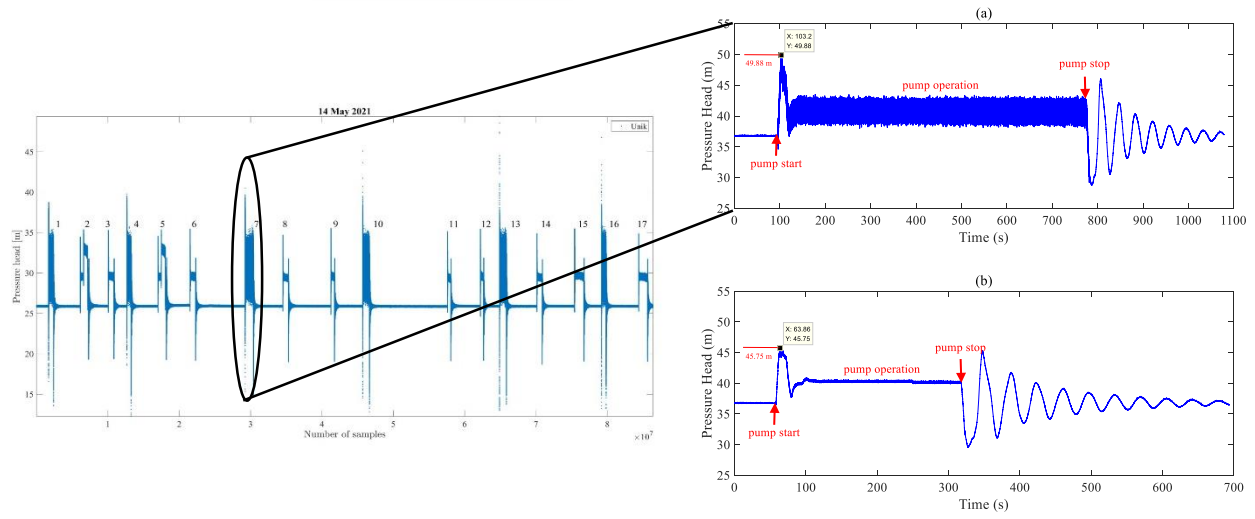 14 May 2021
Unik
Pressure head [m]
45
40
35
30
25
20
15
1 2 3 4 5 6 7 8 9 10 11 12 13 14 15 16 17
1 2 3 4 5 6 7 8
×10⁷
Number of samples
(a)
Pressure Head (m)
55
50
45
40
35
30
25
X: 103.2
Y: 49.88
49.88 m
pump start
pump operation
pump stop
0 100 200 300 400 500 600 700 800 900 1000 1100
Time (s)
(b)
Pressure Head (m)
55
50
45
40
35
30
25
X: 63.86
Y: 45.75
45.75 m
pump start
pump operation
pump stop
0 100 200 300 400 500 600 700
Time (s)